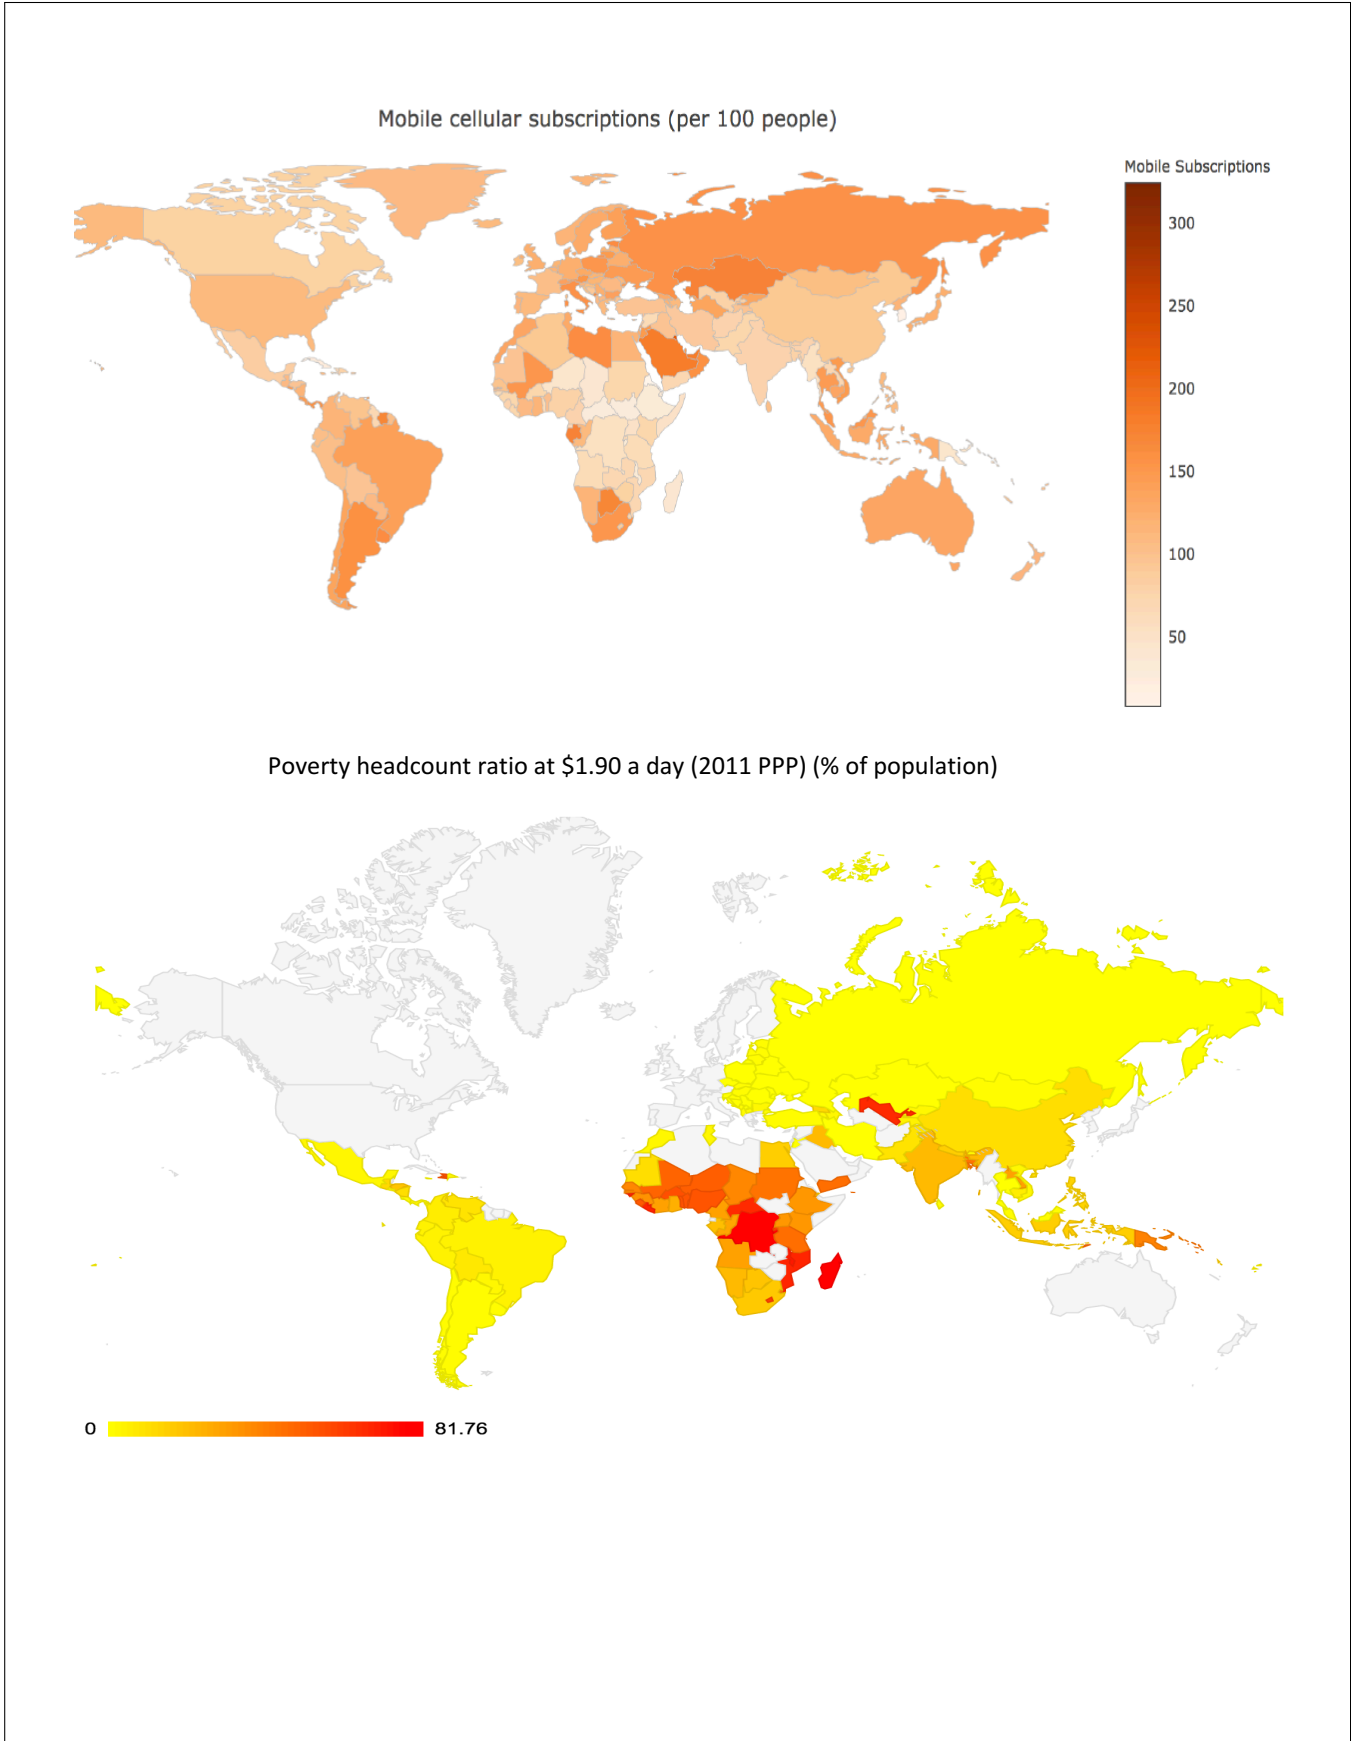 Mobile cellular subscriptions (per 100 people)
Mobile Subscriptions
300
250
200
150
100
50
Poverty headcount ratio at $1.90 a day (2011 PPP) (% of population)
0 81.76